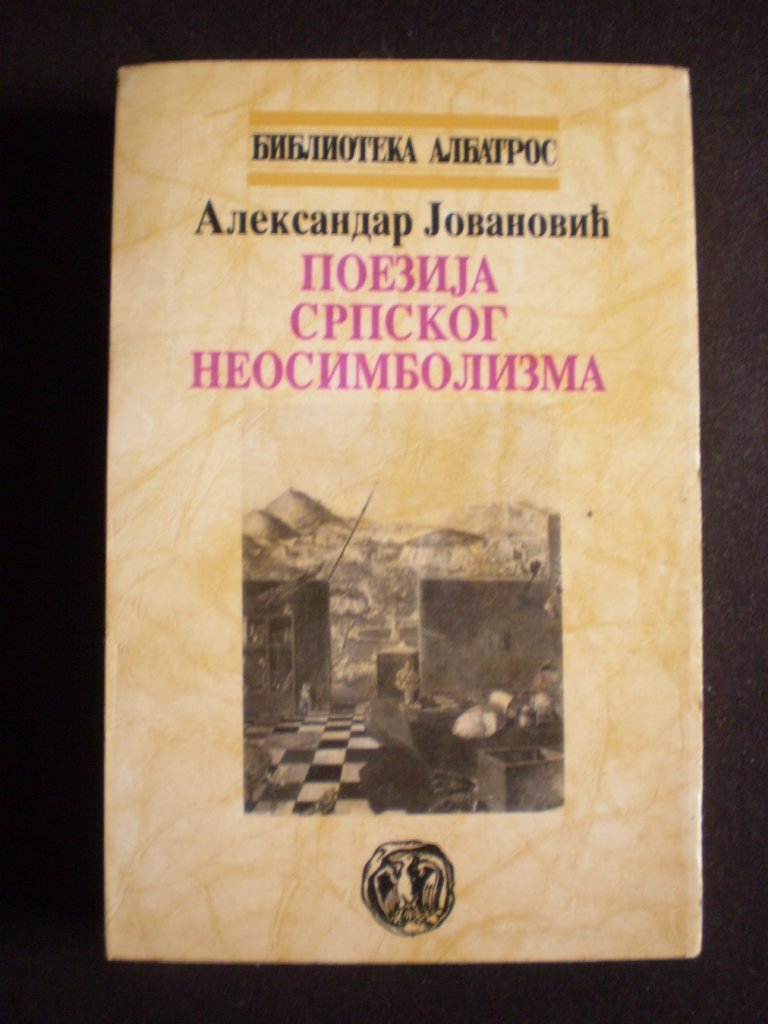 БИБЛИОТЕКА АЛБАТРОС
Александар Јовановић
ПОЕЗИЈА
СРПСКОГ
НЕОСИМБОЛИЗМА